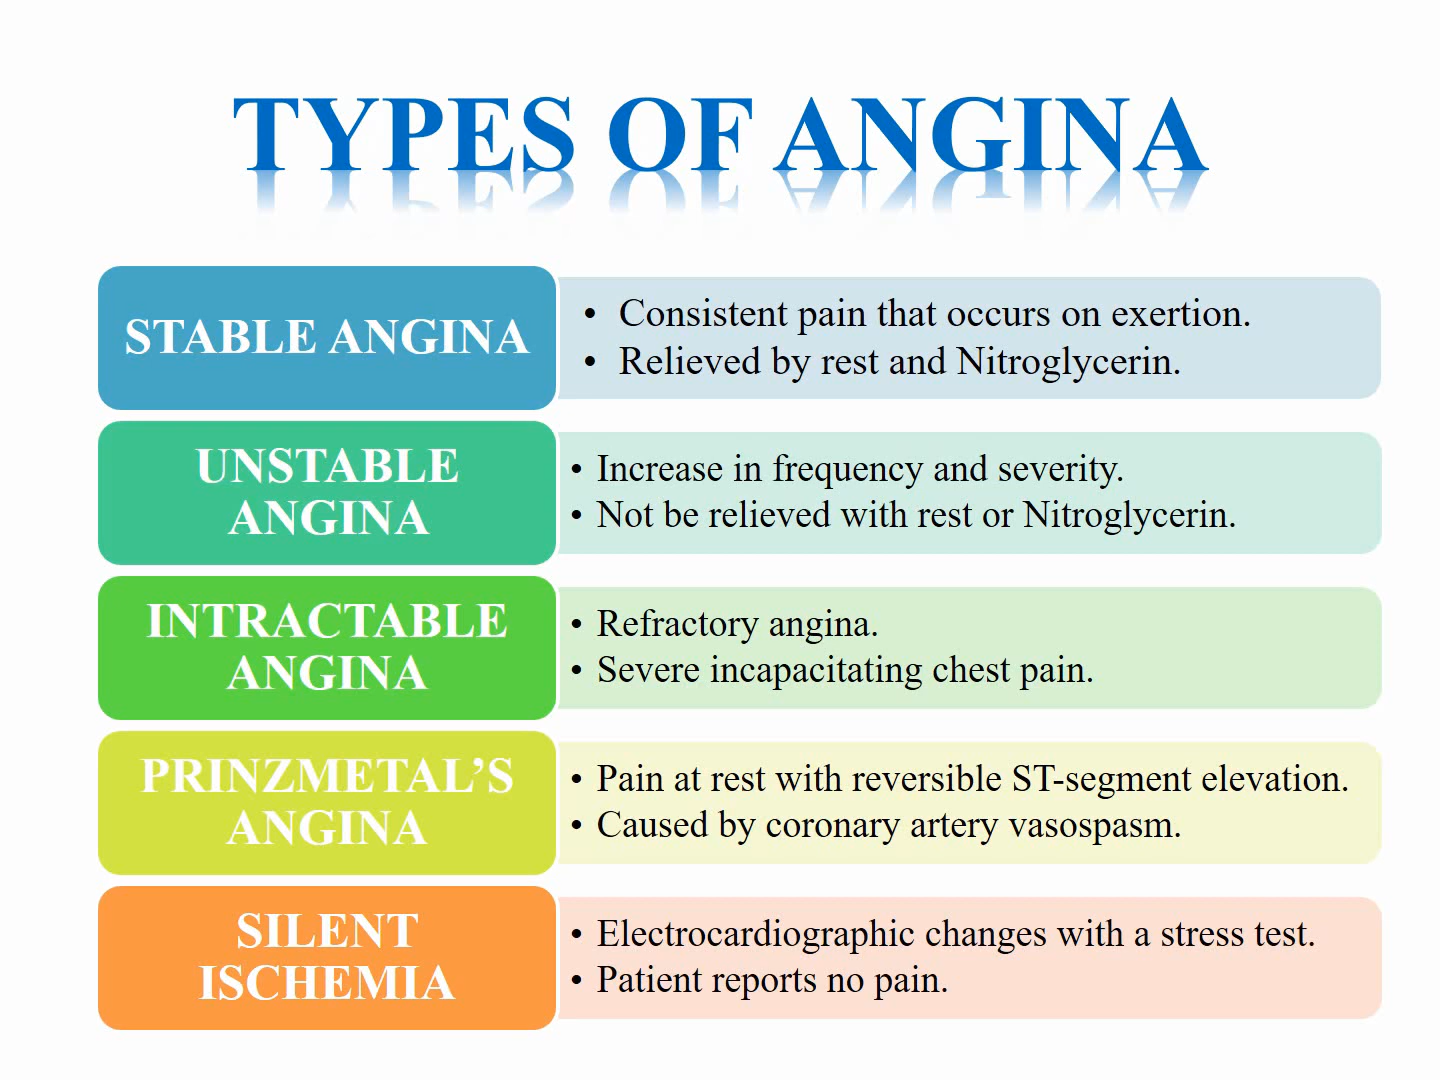 TYPES OF ANGINA
STABLE ANGINA
• Consistent pain that occurs on exertion.
• Relieved by rest and Nitroglycerin.
UNSTABLE
ANGINA
• Increase in frequency and severity.
• Not be relieved with rest or Nitroglycerin.
INTRACTABLE
ANGINA
• Refractory angina.
• Severe incapacitating chest pain.
PRINZMETAL’S
ANGINA
• Pain at rest with reversible ST-segment elevation.
• Caused by coronary artery vasospasm.
SILENT
ISCHEMIA
• Electrocardiographic changes with a stress test.
• Patient reports no pain.